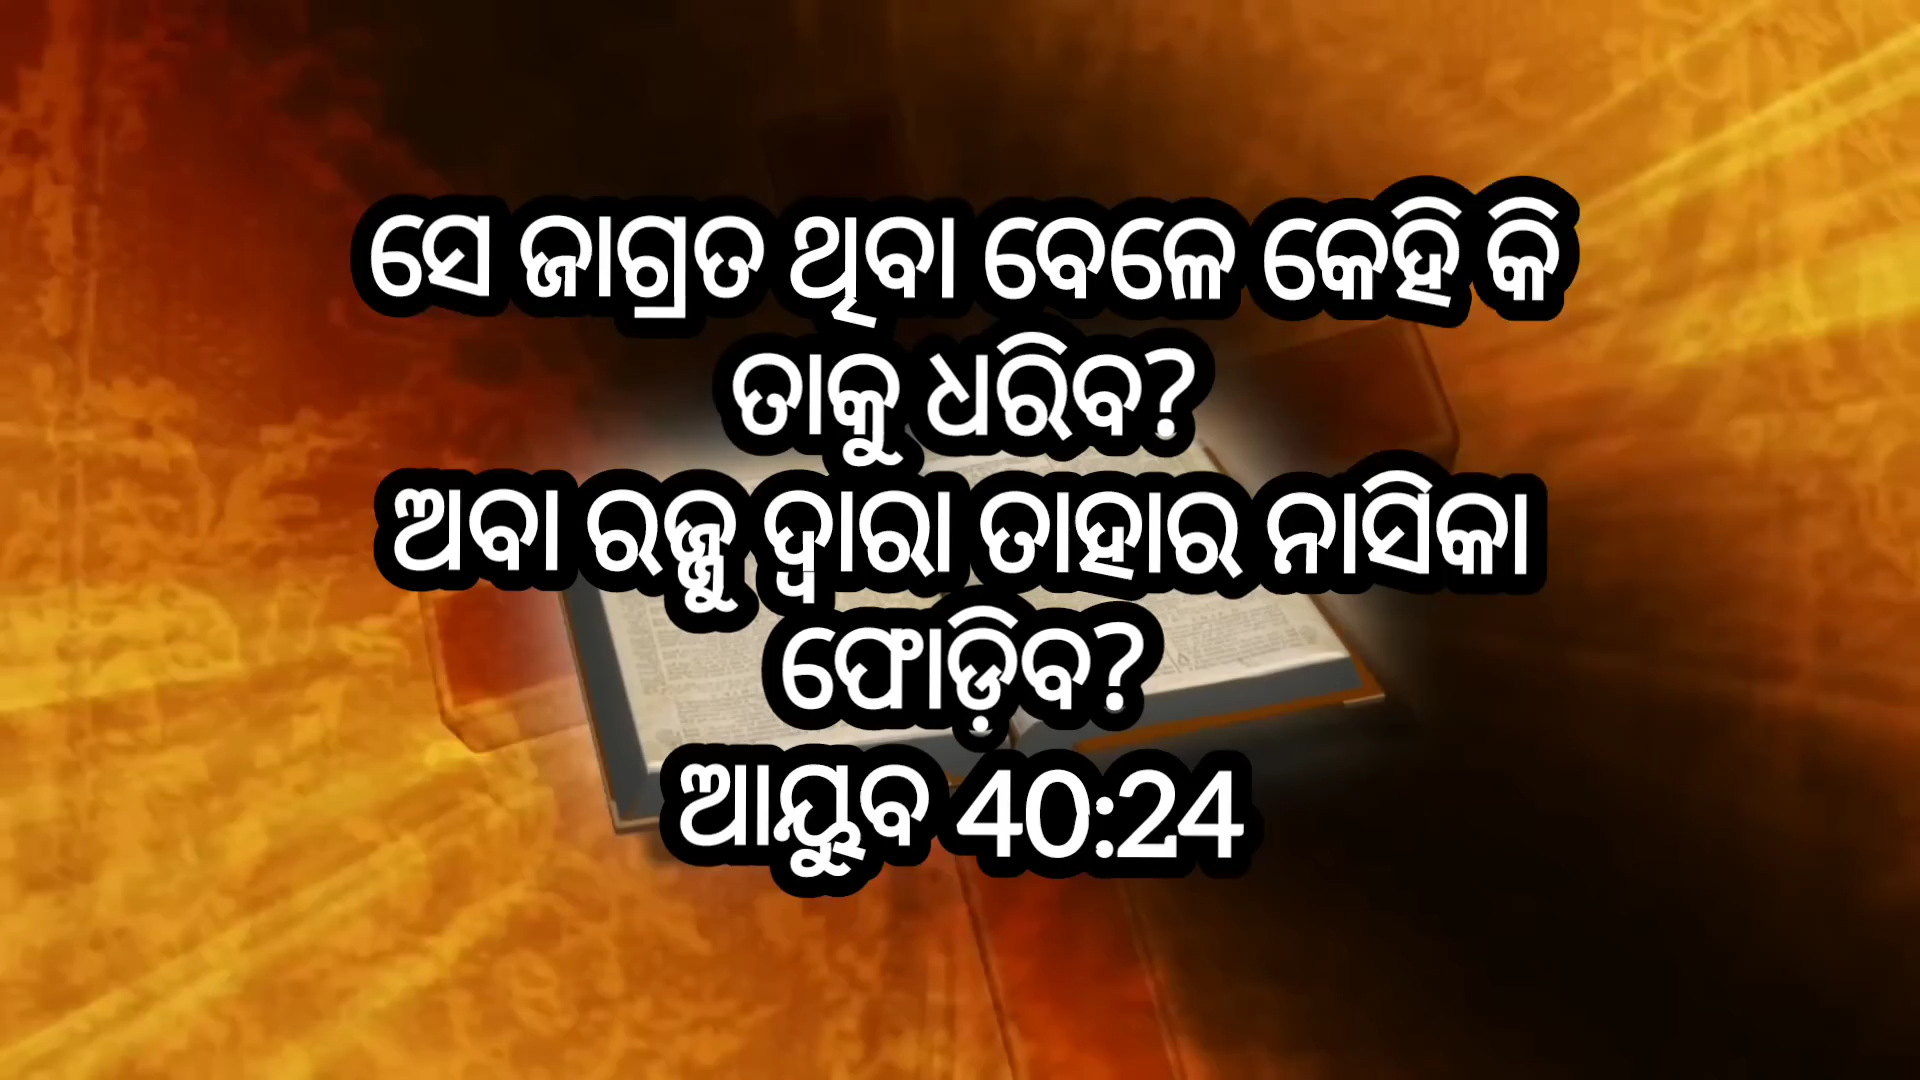 ସେ ଜାଗ୍ରତ ଥିବା ବେଳେ କେହି କି
ତାକୁ ଧରିବ?
ଅବା ରଜ୍ଜୁ ଦ୍ୱାରା ତାହାର ନାସିକା
ଫୋଡ଼ିବ?
ଆୟୁବ 40:24